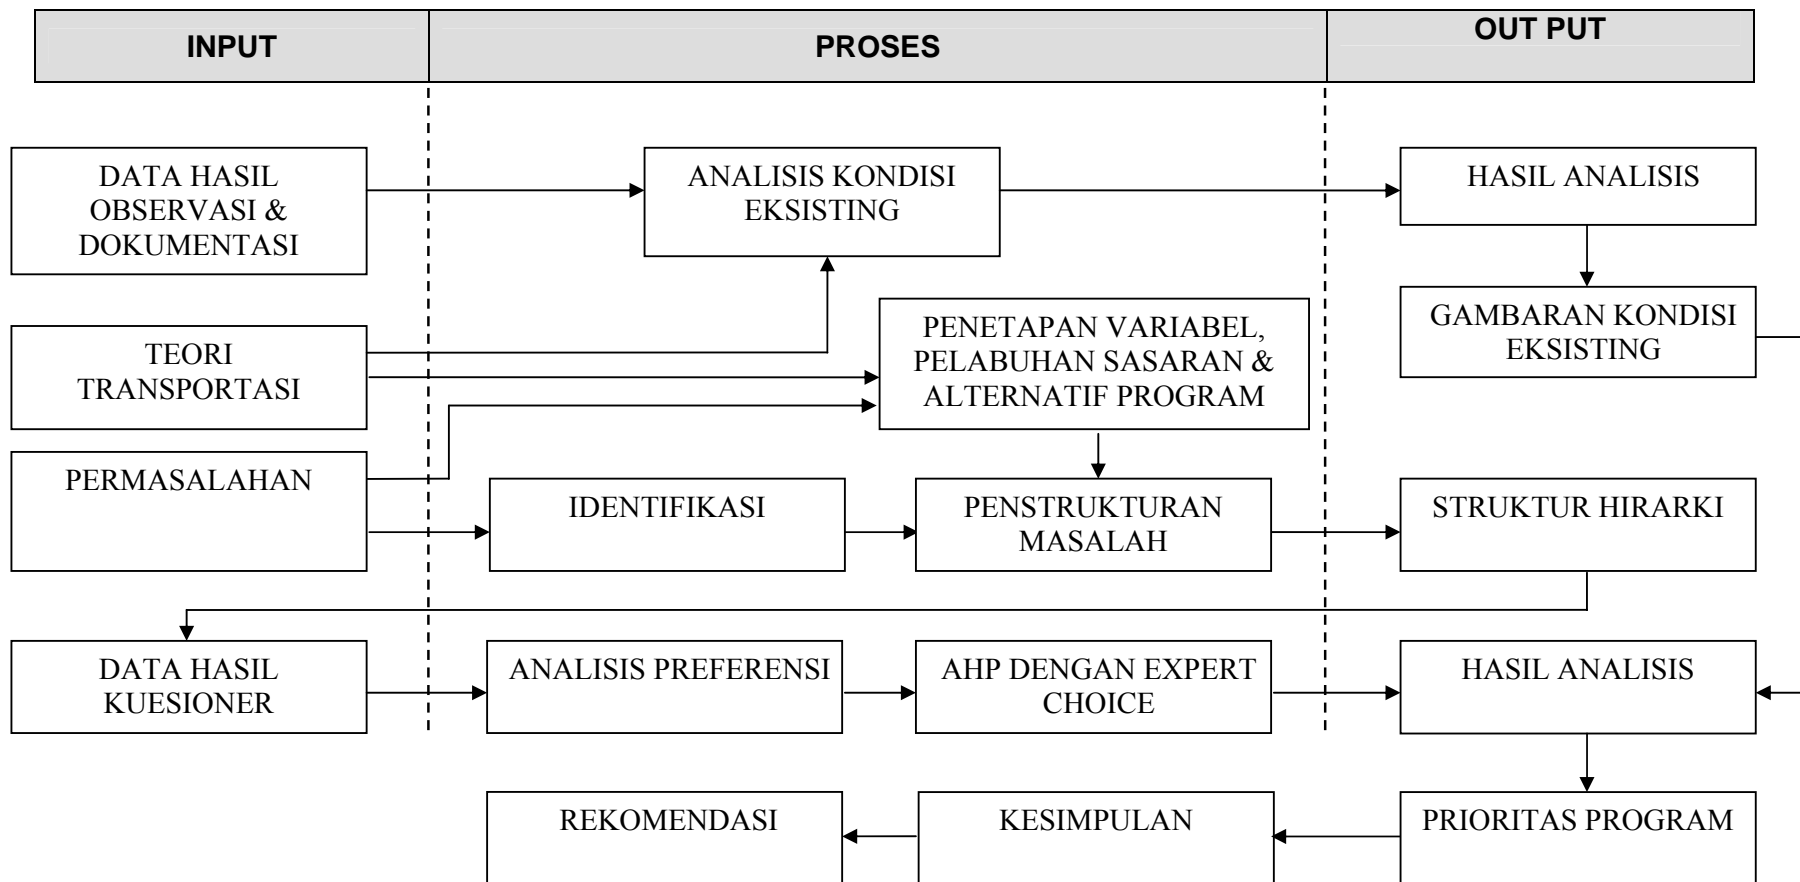 INPUT
PROSES
OUT PUT
DATA HASIL
OBSERVASI &
DOKUMENTASI
ANALISIS KONDISI
EKSISTING
HASIL ANALISIS
TEORI
TRANSPORTASI
PENETAPAN VARIABEL,
PELABUHAN SASARAN &
ALTERNATIF PROGRAM
GAMBARAN KONDISI
EKSISTING
PERMASALAHAN
IDENTIFIKASI
PENSTRUKTURAN
MASALAH
STRUKTUR HIRARKI
DATA HASIL
KUESIONER
ANALISIS PREFERENSI
AHP DENGAN EXPERT
CHOICE
HASIL ANALISIS
REKOMENDASI
KESIMPULAN
PRIORITAS PROGRAM